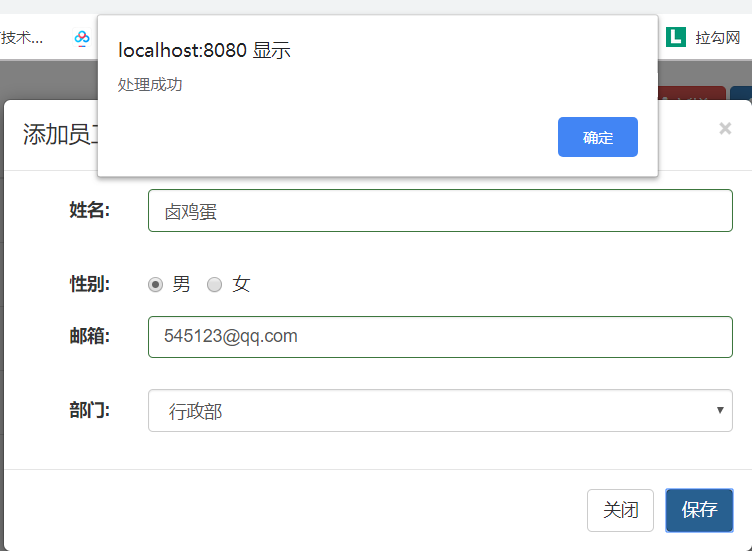 技术...
拉勾网
localhost:8080 显示
处理成功
确定
添加员工
×
姓名:
卤鸡蛋
性别:
男 女
邮箱:
545123@qq.com
部门:
行政部
关闭 保存